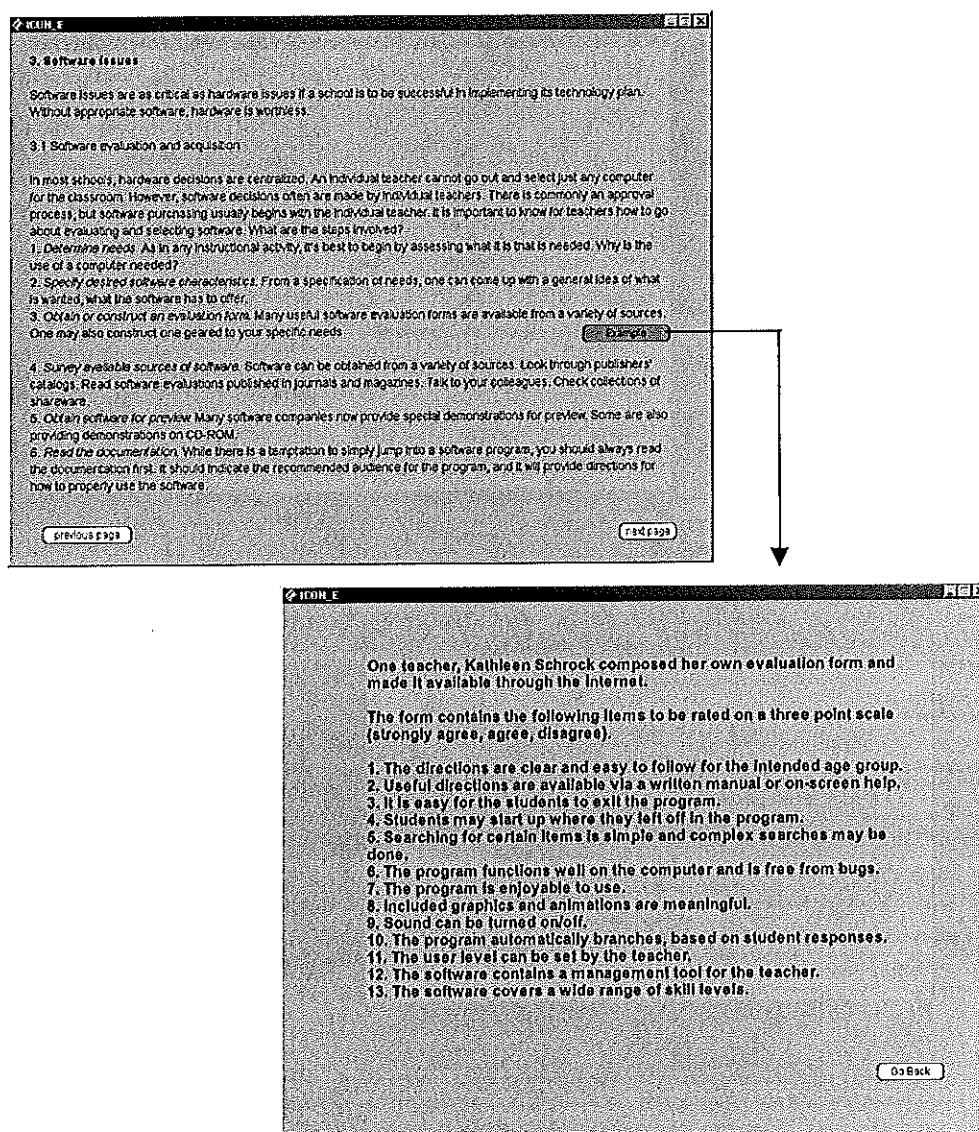 ICON_E
3. Software issues
Software issues are as critical as hardware issues if a school is to be successful in implementing its technology plan.
Without appropriate software, hardware is worthless.
3.1 Software evaluation and acquisition
In most schools, hardware decisions are centralized. An individual teacher cannot go out and select just any computer
for the classroom. However, software decisions often are made by individual teachers. There is commonly an approval
process, but software purchasing usually begins with the individual teacher. It is important to know for teachers how to go
about evaluating and selecting software. What are the steps involved?
1. Determine needs. As in any instructional activity, it's best to begin by assessing what it is that is needed. Why is the
use of a computer needed?
2. Specify desired software characteristics. From a specification of needs, one can come up with a general idea of what
is wanted, what the software has to offer.
3. Obtain or construct an evaluation form. Many useful software evaluation forms are available from a variety of sources.
One may also construct one geared to your specific needs
Example
4. Survey available sources of software. Software can be obtained from a variety of sources. Look through publishers'
catalogs. Read software evaluations published in journals and magazines. Talk to your colleagues. Check collections of
shareware.
5. Obtain software for preview. Many software companies now provide special demonstrations for preview. Some are also
providing demonstrations on CD-ROM.
6. Read the documentation. While there is a temptation to simply jump into a software program, you should always read
the documentation first. It should indicate the recommended audience for the program, and it will provide directions for
how to properly use the software.
previous page
next page
ICON_E
One teacher, Kathleen Schrock composed her own evaluation form and
made it available through the Internet.
The form contains the following items to be rated on a three point scale
(strongly agree, agree, disagree).
1. The directions are clear and easy to follow for the intended age group.
2. Useful directions are available via a written manual or on-screen help.
3. It is easy for the students to exit the program.
4. Students may start up where they left off in the program.
5. Searching for certain items is simple and complex searches may be
done.
6. The program functions well on the computer and is free from bugs.
7. The program is enjoyable to use.
8. Included graphics and animations are meaningful.
9. Sound can be turned on/off.
10. The program automatically branches, based on student responses.
11. The user level can be set by the teacher.
12. The software contains a management tool for the teacher.
13. The software covers a wide range of skill levels.
Go Back